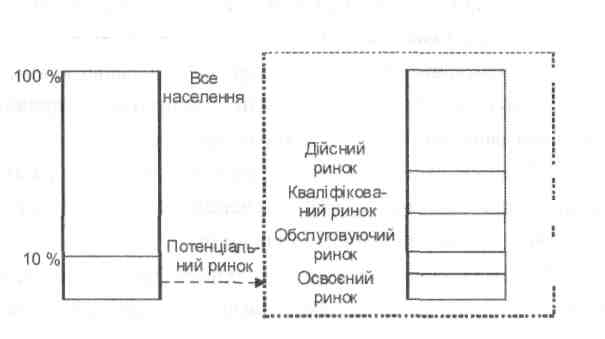 100 %
Все
населення
10 %
Потенціаль-
ний ринок
Дійсний
ринок
Кваліфікова-
ний ринок
Обслуговуючий
ринок
Освоєний
ринок